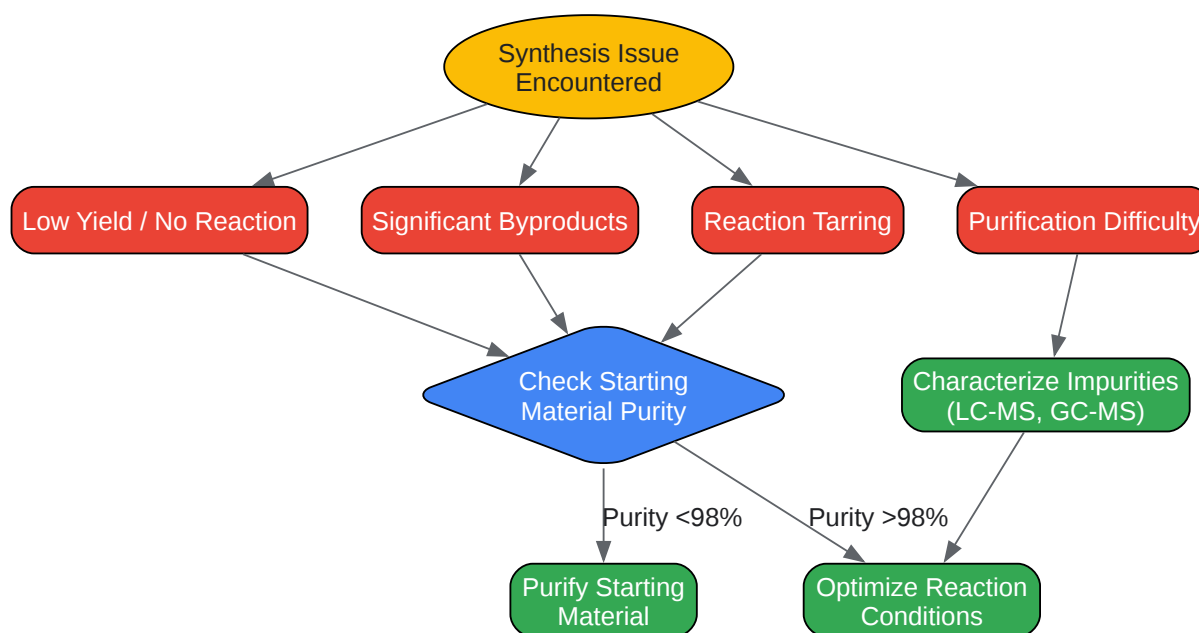 Synthesis Issue
Encountered
Low Yield / No Reaction
Significant Byproducts
Reaction Tarring
Purification Difficulty
Check Starting
Material Purity
Characterize Impurities
(LC-MS, GC-MS)
Purity <98%
Purity >98%
Purify Starting
Material
Optimize Reaction
Conditions